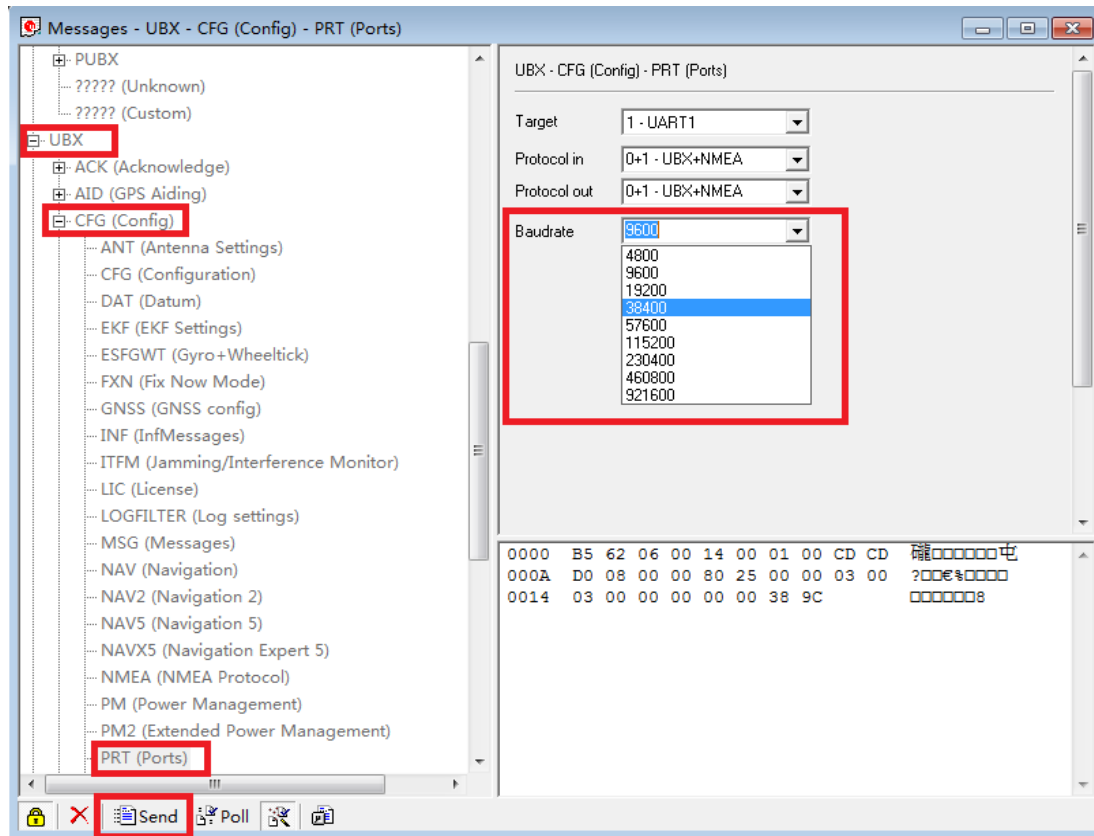 Messages - UBX - CFG (Config) - PRT (Ports)
PUBX
????? (Unknown)
????? (Custom)
UBX
ACK (Acknowledge)
AID (GPS Aiding)
CFG (Config)
ANT (Antenna Settings)
CFG (Configuration)
DAT (Datum)
EKF (EKF Settings)
ESFGWT (Gyro+Wheeltick)
FXN (Fix Now Mode)
GNSS (GNSS config)
INF (InfMessages)
ITFM (Jamming/Interference Monitor)
LIC (License)
LOGFILTER (Log settings)
MSG (Messages)
NAV (Navigation)
NAV2 (Navigation 2)
NAV5 (Navigation 5)
NAVX5 (Navigation Expert 5)
NMEA (NMEA Protocol)
PM (Power Management)
PM2 (Extended Power Management)
PRT (Ports)
UBX - CFG (Config) - PRT (Ports)
Target 1 - UART1
Protocol in 0+1 - UBX+NMEA
Protocol out 0+1 - UBX+NMEA
Baudrate 9600
4800
9600
19200
38400
57600
115200
230400
460800
921600
0000 B5 62 06 00 14 00 01 00 CD CD
000A D0 08 00 00 80 25 00 00 03 00 ?□□€%□□□□
0014 03 00 00 00 00 00 38 9C □□□□□□8
Send Poll